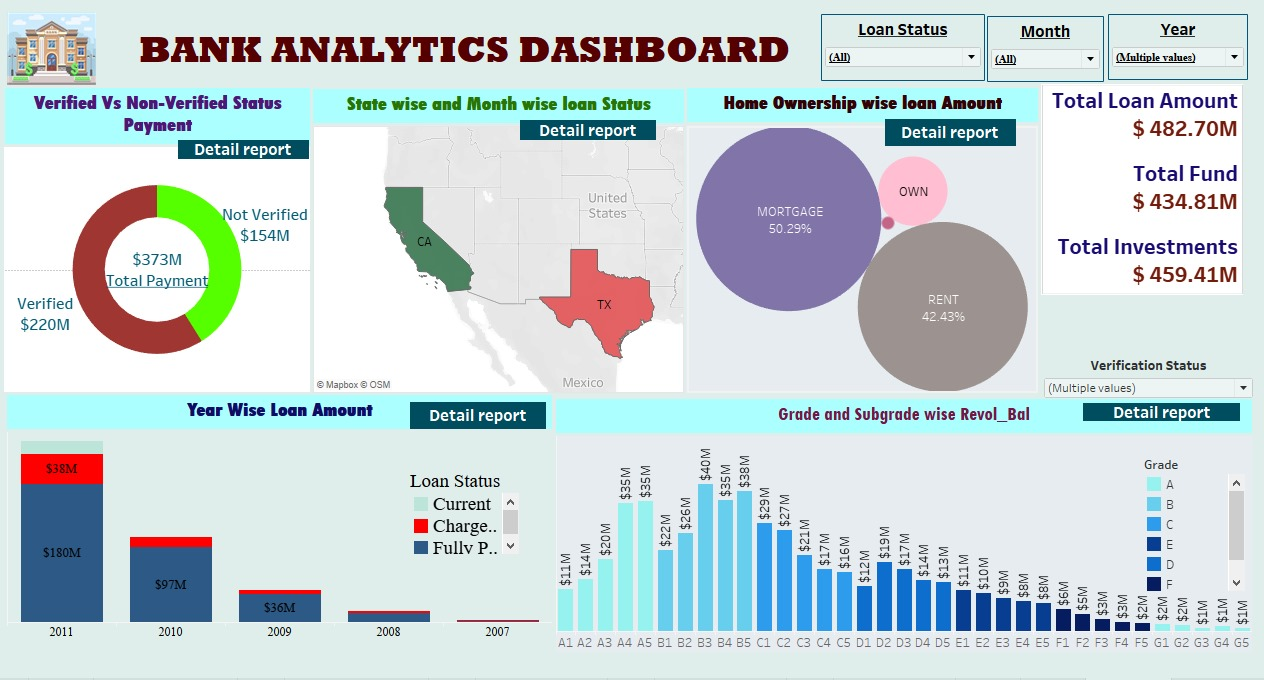 BANK ANALYTICS DASHBOARD
Loan Status
(All)
Month
(All)
Year
(Multiple values)
Verified Vs Non-Verified Status
Payment
Detail report
Not Verified
$154M
$373M
Total Payment
Verified
$220M
State wise and Month wise loan Status
Detail report
United
States
CA
TX
Mexico
© Mapbox © OSM
Home Ownership wise loan Amount
Detail report
MORTGAGE
50.29%
OWN
RENT
42.43%
Total Loan Amount
$ 482.70M
Total Fund
$ 434.81M
Total Investments
$ 459.41M
Verification Status
(Multiple values)
Year Wise Loan Amount
Detail report
$38M
$180M
$97M
$36M
2011 2010 2009 2008 2007
Loan Status
Current
Charge..
Fully P..
Grade and Subgrade wise Revol_Bal
Detail report
$11M $14M $20M $35M $35M $22M $26M $40M $35M $38M $29M $27M $21M $17M $16M $12M $19M $17M $14M $13M $11M $10M $9M $8M $8M $6M $5M $3M $3M $2M $2M $2M $1M $1M $1M
A1 A2 A3 A4 A5 B1 B2 B3 B4 B5 C1 C2 C3 C4 C5 D1 D2 D3 D4 D5 E1 E2 E3 E4 E5 F1 F2 F3 F4 F5 G1 G2 G3 G4 G5
Grade
A
B
C
E
D
F